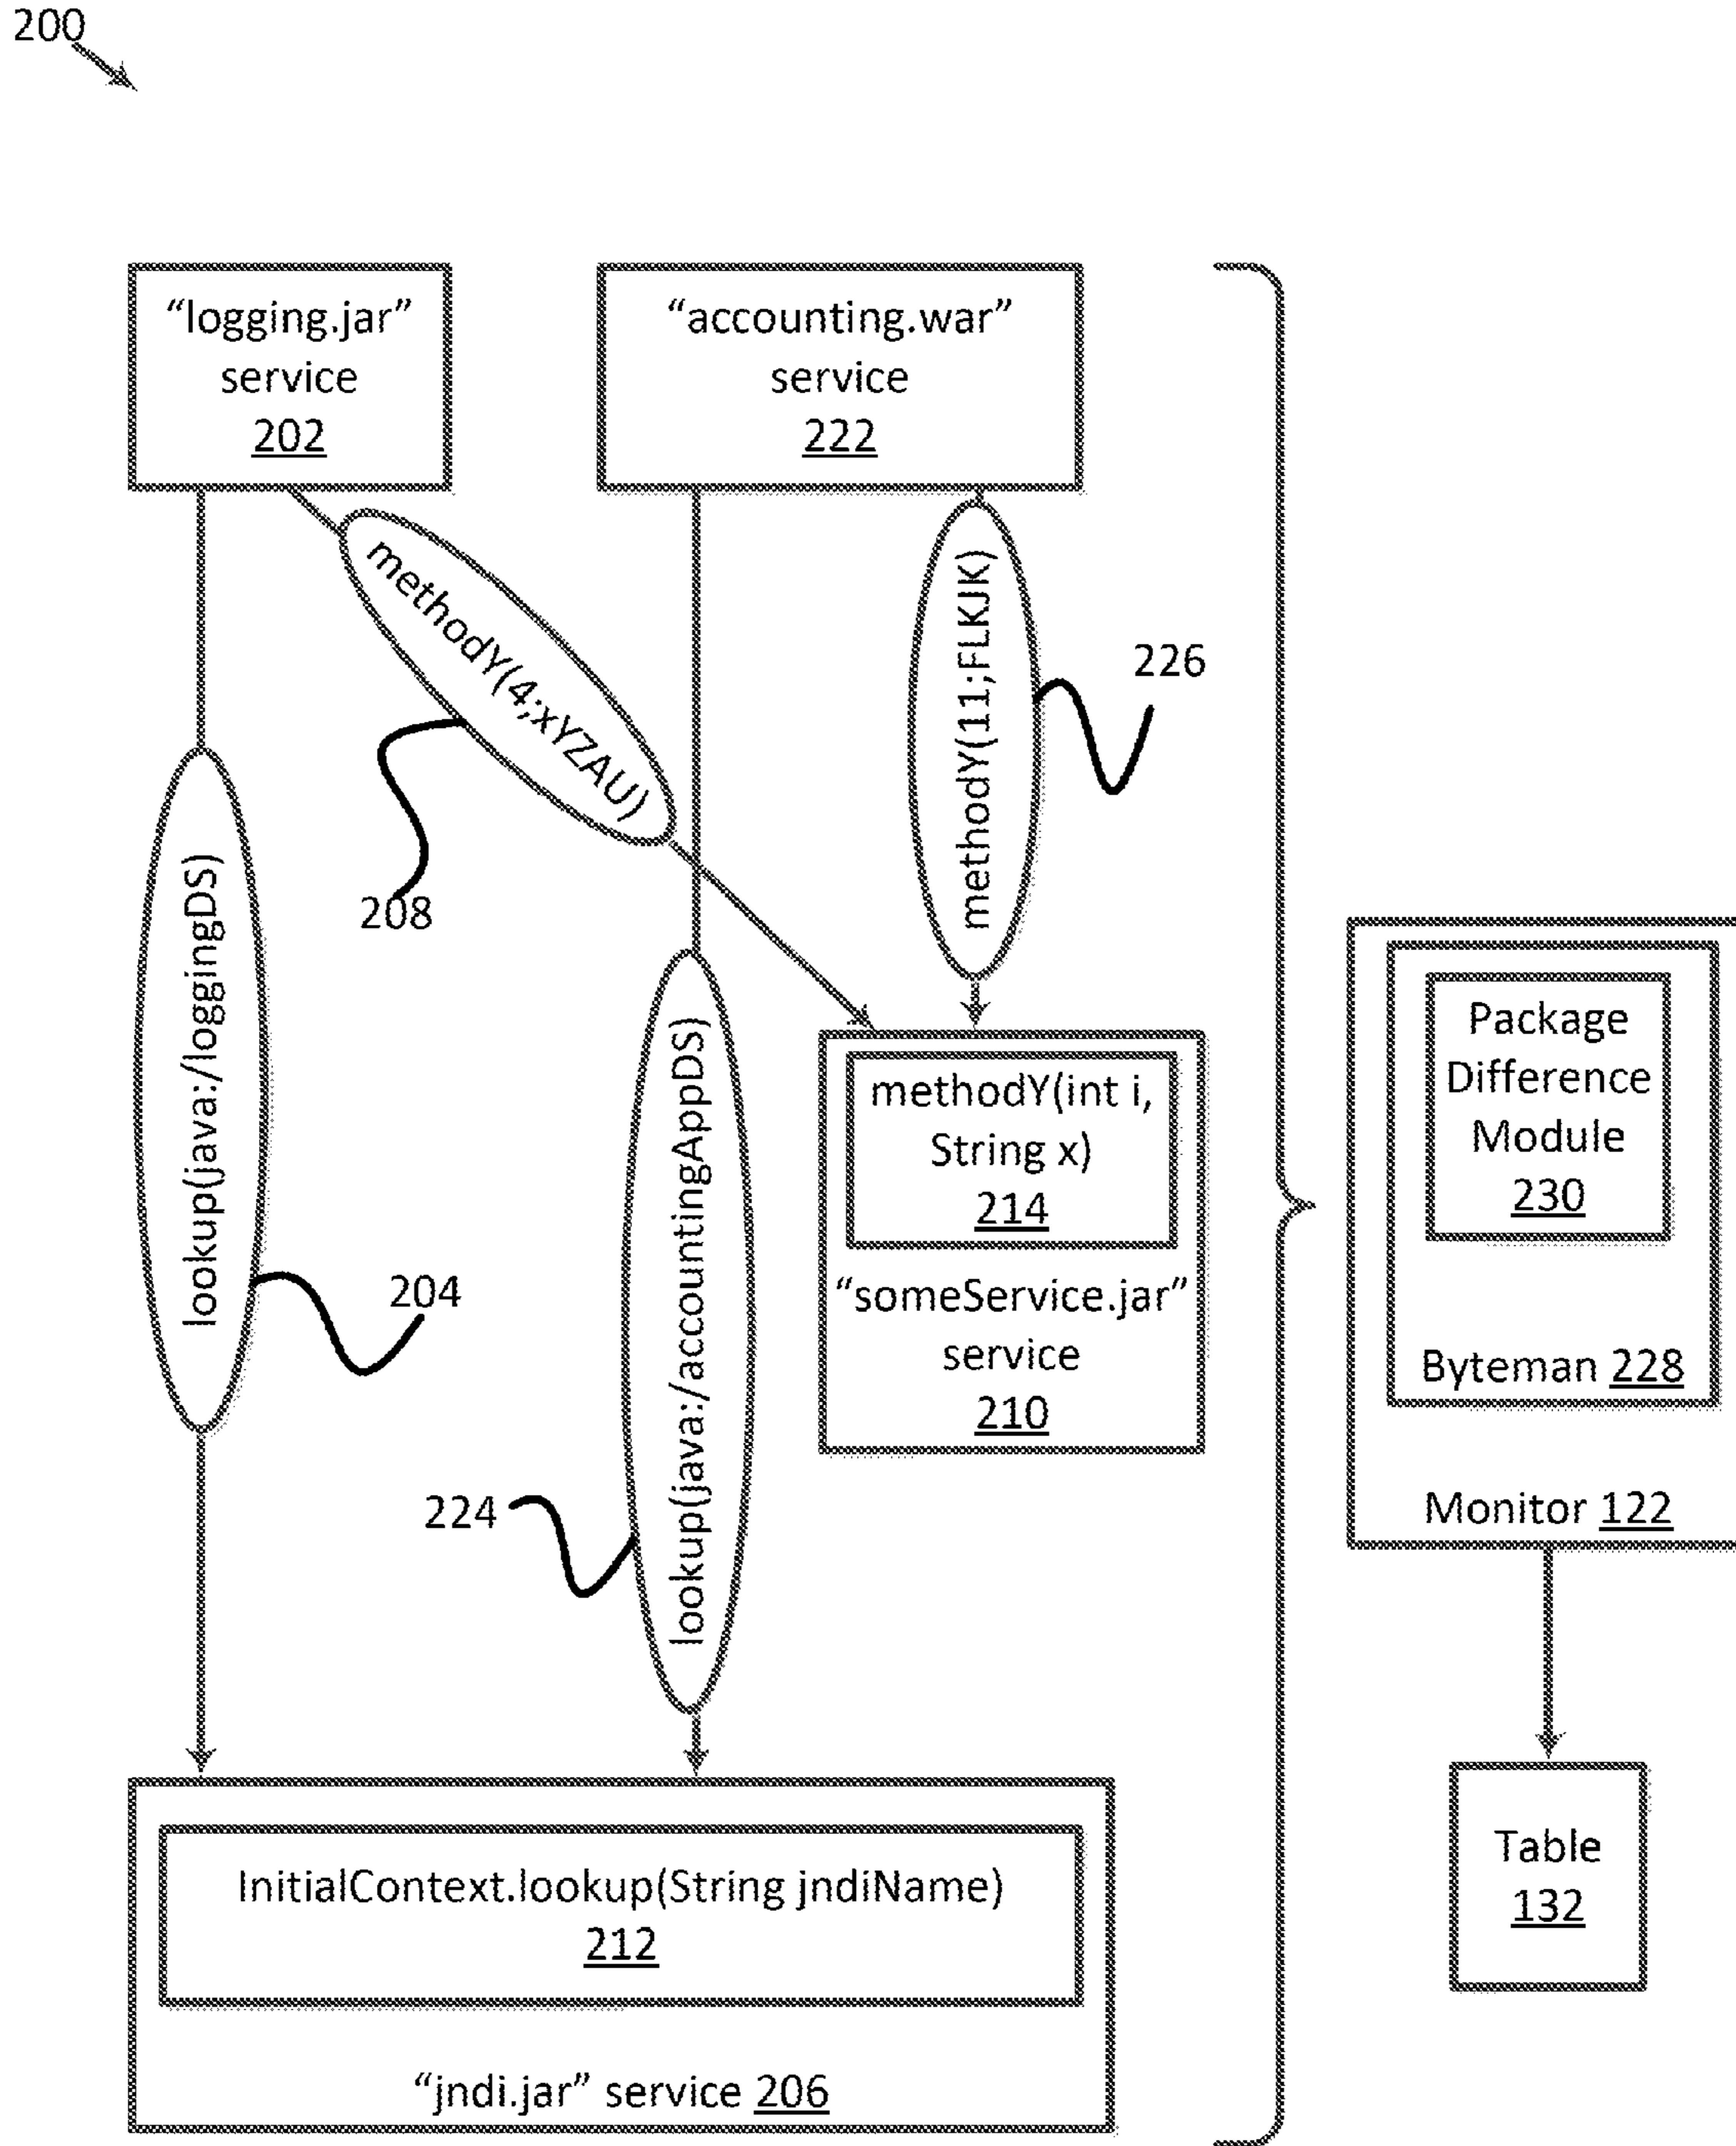 200
“logging.jar”
service
202
“accounting.war”
service
222
methodY(4;xYZAU)
208
methodY(11;FLKJK)
226
lookup(java:/loggingDS)
204
lookup(java:/accountingAppDS)
224
methodY(int i,
String x)
214
“someService.jar”
service
210
Package
Difference
Module
230
Byteman 228
Monitor 122
Table
132
InitialContext.lookup(String jndiName)
212
“jndi.jar” service 206